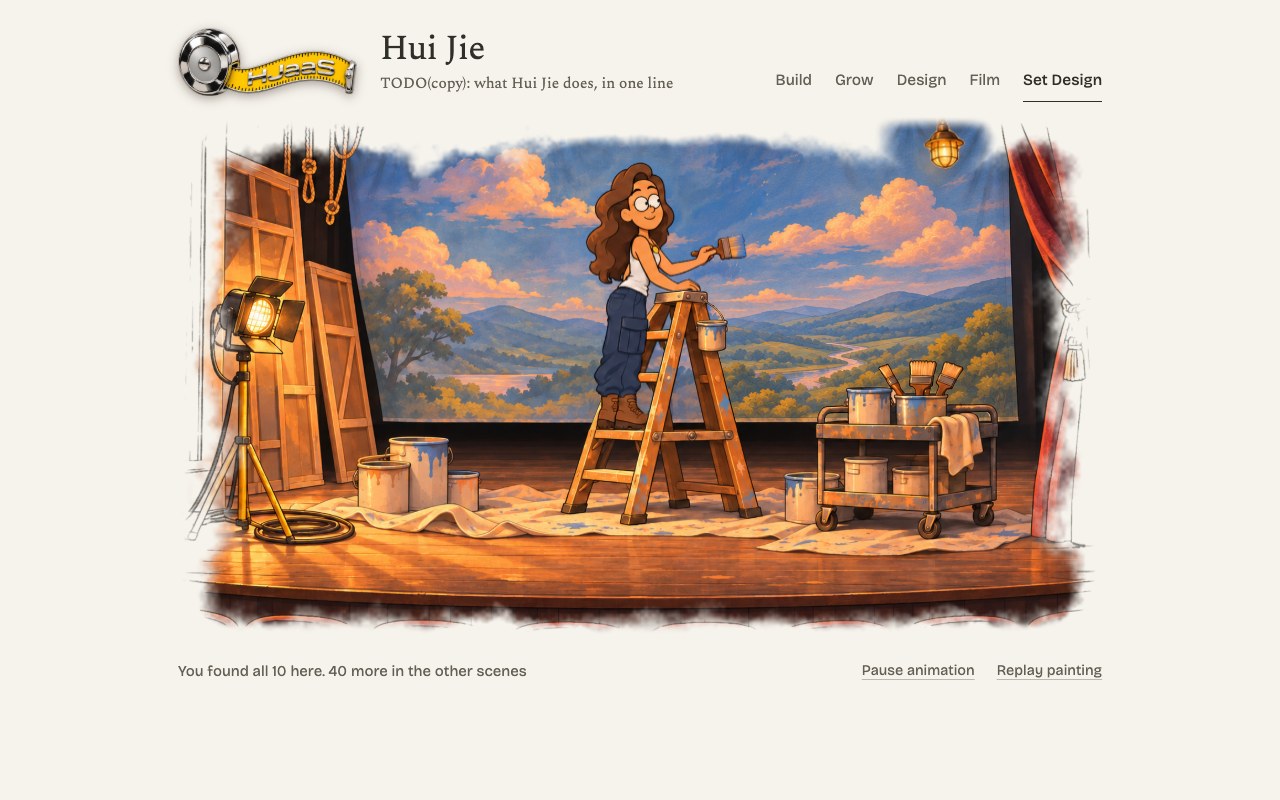 HJaaS
Hui Jie
TODO(copy): what Hui Jie does, in one line
Build Grow Design Film Set Design
You found all 10 here. 40 more in the other scenes
Pause animation Replay painting